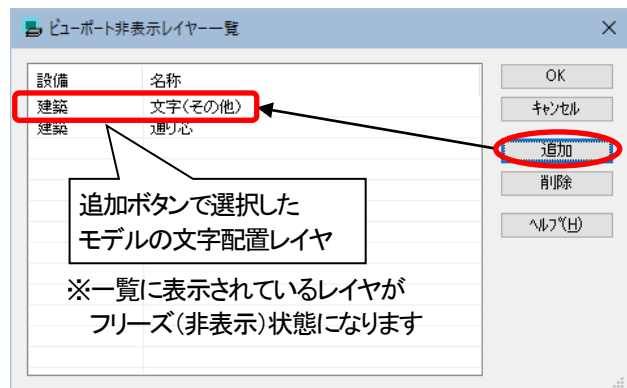 ビューポート非表示レイヤー一覧
設備 名称
建築 文字(その他)
建築 通り芯
OK
キャンセル
追加
削除
ヘルプ(H)
追加ボタンで選択した
モデルの文字配置レイヤ
※一覧に表示されているレイヤが
フリーズ(非表示)状態になります